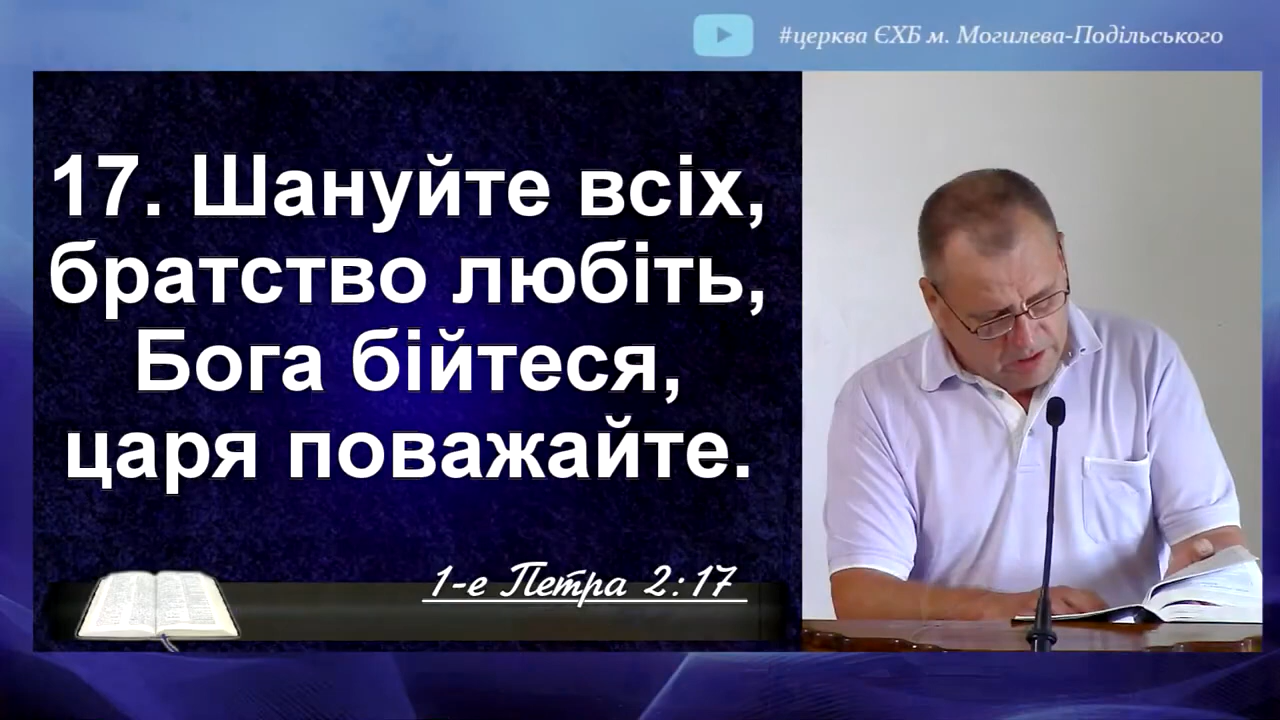 #церква ЄХБ м. Могилева-Подільського
17. Шануйте всіх,
братство любіть,
Бога бійтеся,
царя поважайте.
1-е Петра 2:17